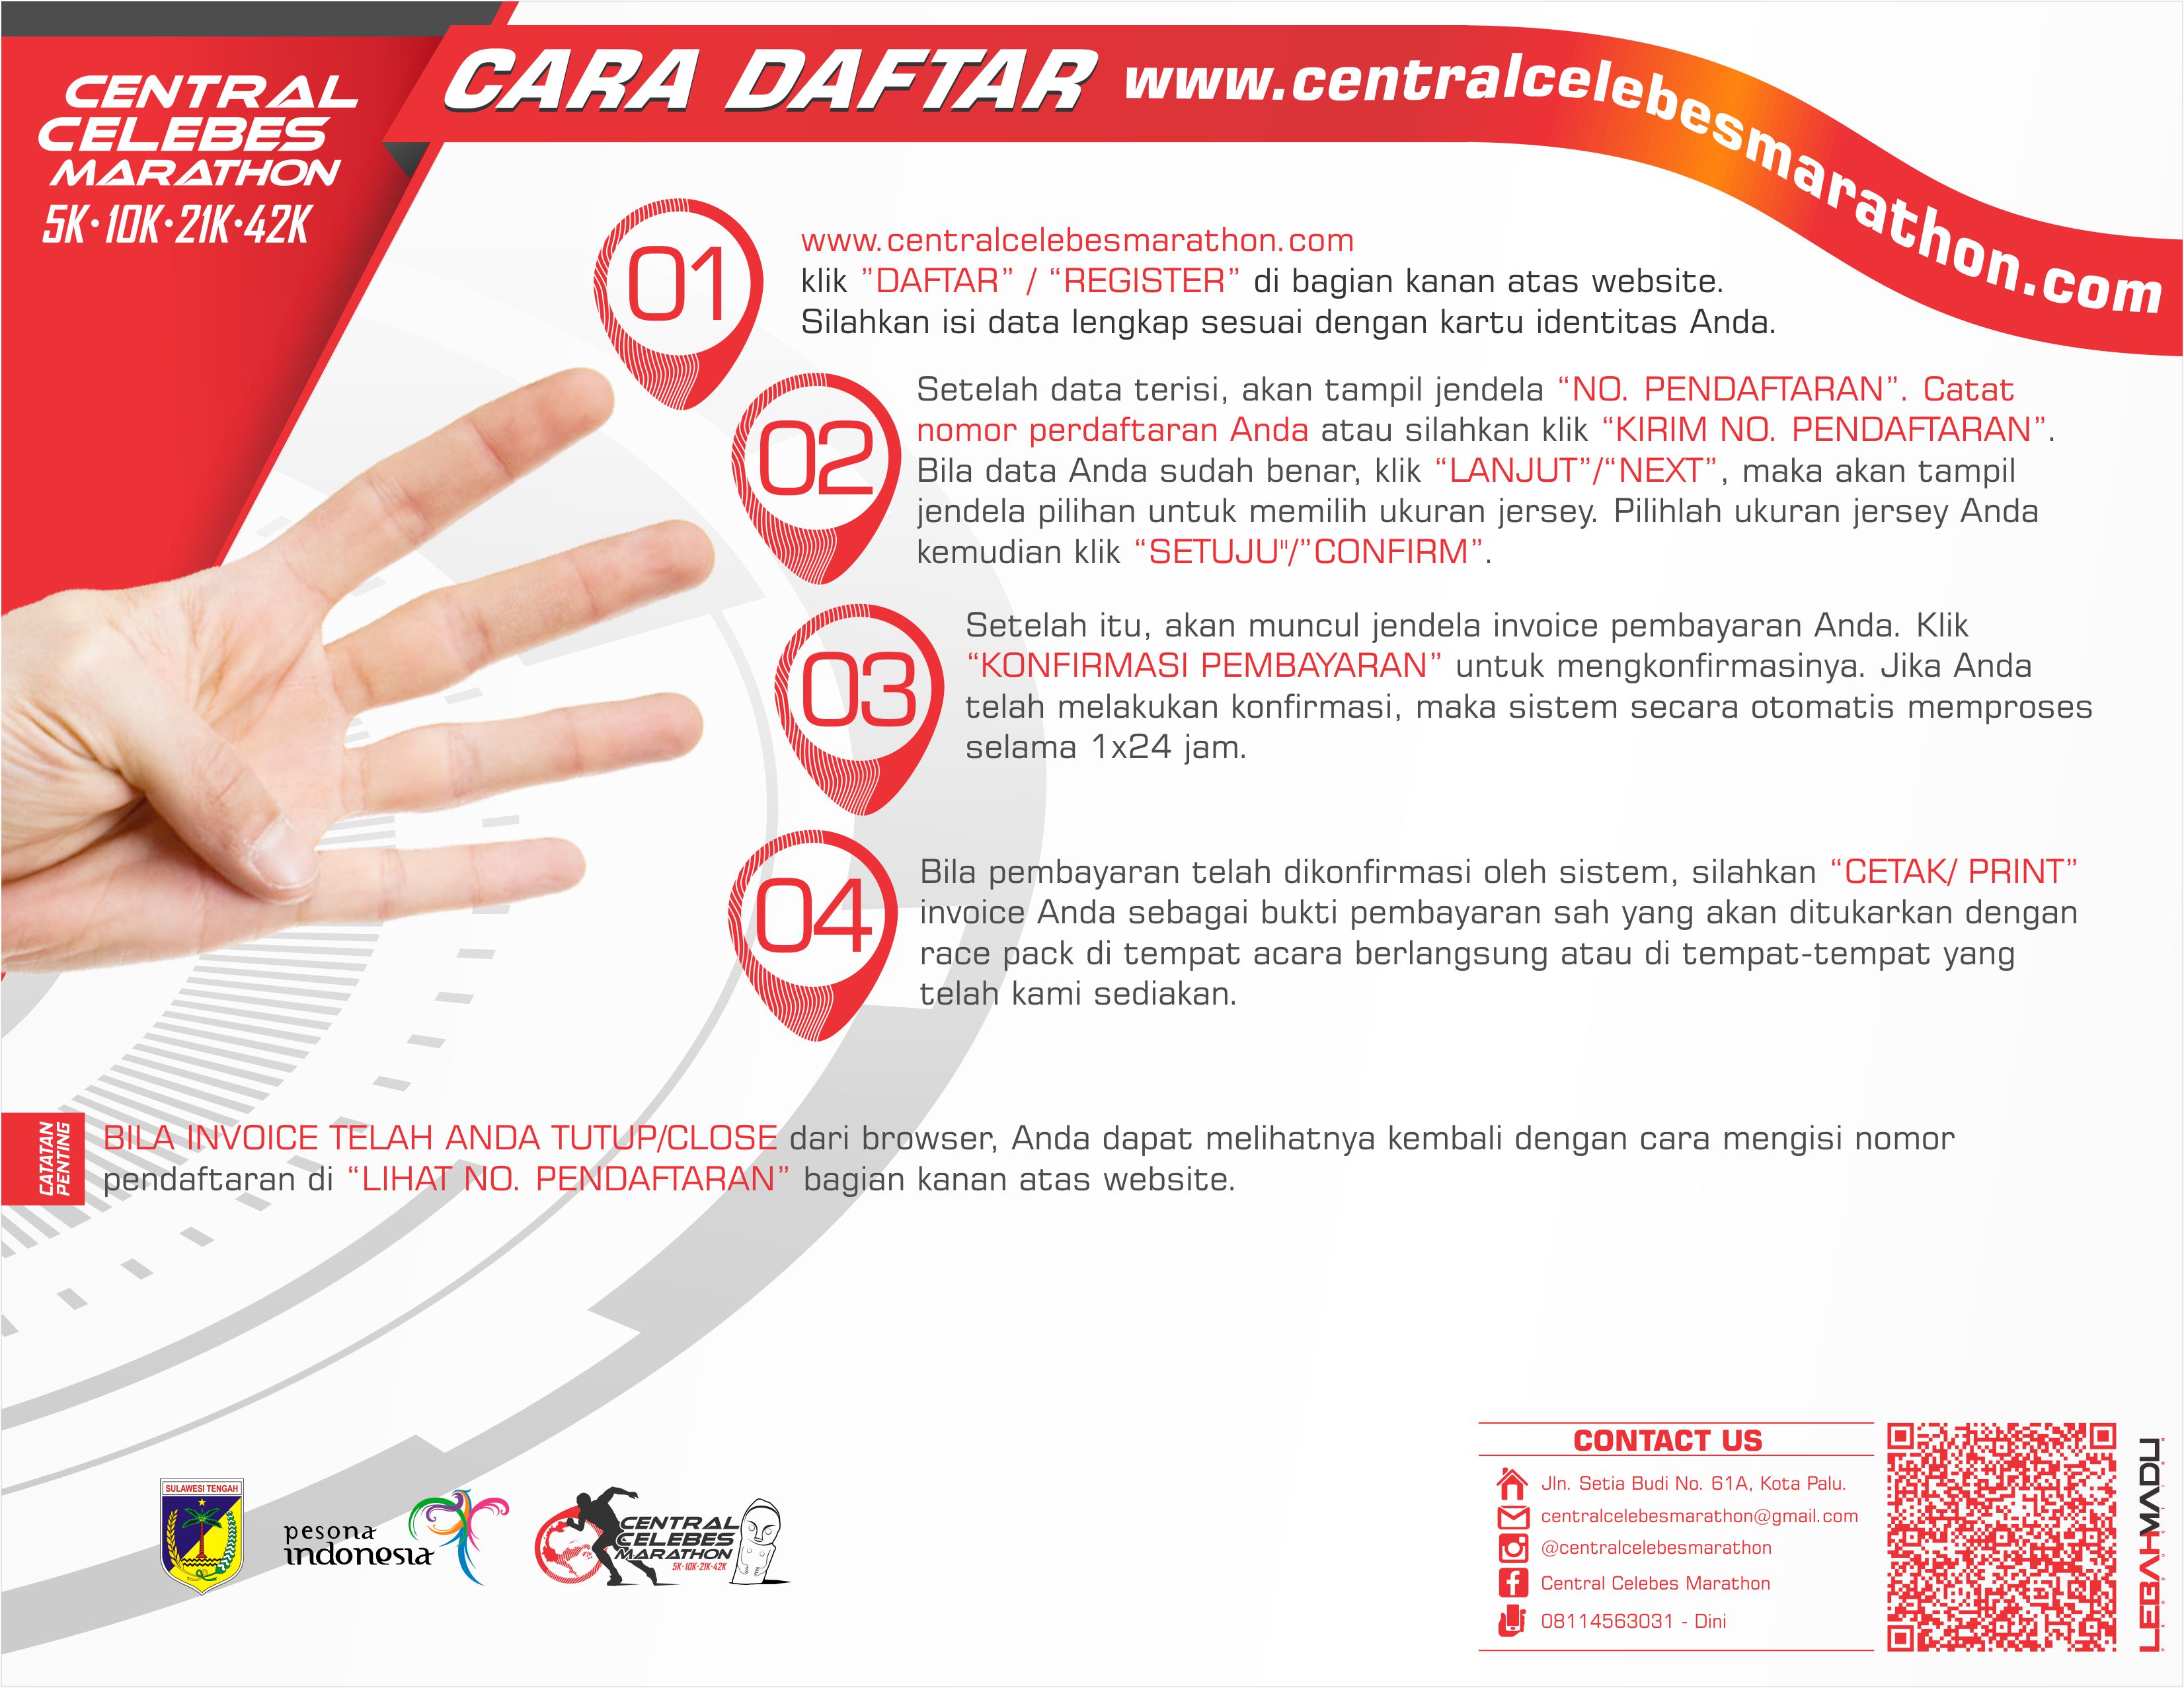 CENTRAL
CELEBES
MARATHON
5K·10K·21K·42K
CARA DAFTAR www.centralcelebesmarathon.com
01
www.centralcelebesmarathon.com
klik ”DAFTAR” / “REGISTER” di bagian kanan atas website.
Silahkan isi data lengkap sesuai dengan kartu identitas Anda.
02
Setelah data terisi, akan tampil jendela “NO. PENDAFTARAN”. Catat
nomor perdaftaran Anda atau silahkan klik “KIRIM NO. PENDAFTARAN”.
Bila data Anda sudah benar, klik “LANJUT”/“NEXT”, maka akan tampil
jendela pilihan untuk memilih ukuran jersey. Pilihlah ukuran jersey Anda
kemudian klik “SETUJU"/”CONFIRM”.
03
Setelah itu, akan muncul jendela invoice pembayaran Anda. Klik
“KONFIRMASI PEMBAYARAN” untuk mengkonfirmasinya. Jika Anda
telah melakukan konfirmasi, maka sistem secara otomatis memproses
selama 1x24 jam.
04
Bila pembayaran telah dikonfirmasi oleh sistem, silahkan “CETAK/ PRINT”
invoice Anda sebagai bukti pembayaran sah yang akan ditukarkan dengan
race pack di tempat acara berlangsung atau di tempat-tempat yang
telah kami sediakan.
CATATAN
PENTING
BILA INVOICE TELAH ANDA TUTUP/CLOSE dari browser, Anda dapat melihatnya kembali dengan cara mengisi nomor
pendaftaran di “LIHAT NO. PENDAFTARAN” bagian kanan atas website.
SULAWESI TENGAH
pesona
indonesia
CENTRAL
CELEBES
MARATHON
5K·10K·21K·42K
CONTACT US
Jln. Setia Budi No. 61A, Kota Palu.
centralcelebesmarathon@gmail.com
@centralcelebesmarathon
Central Celebes Marathon
08114563031 - Dini
LEBAHMADU